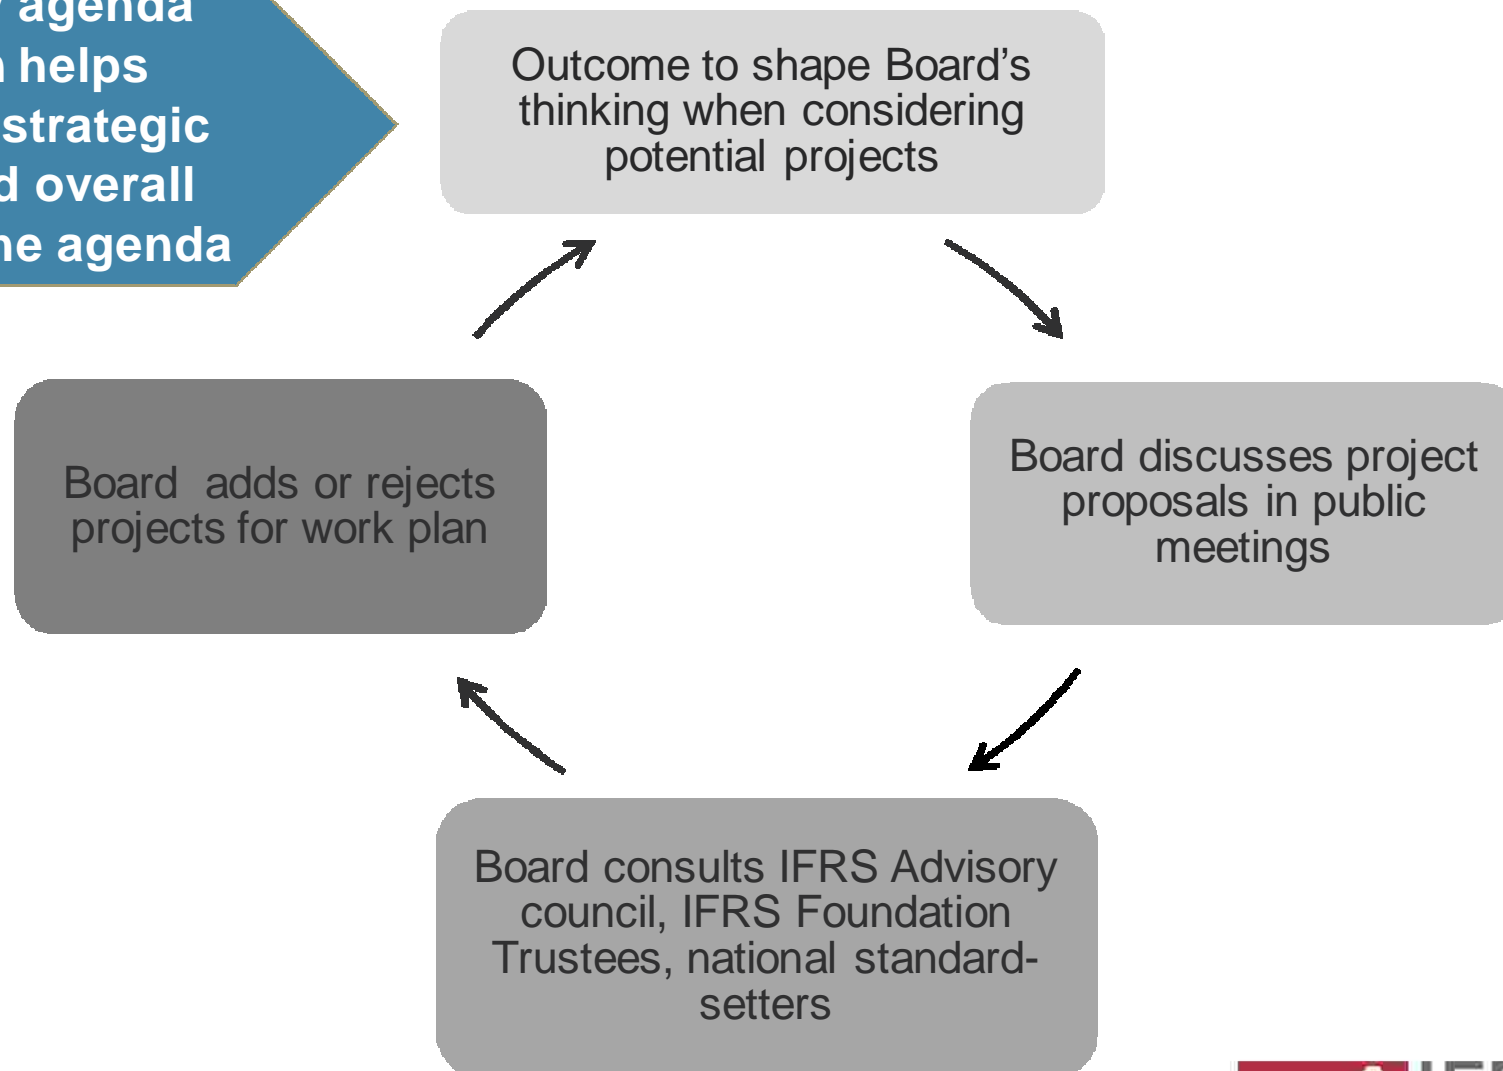 agenda
helps
strategic
overall
agenda
Outcome to shape Board's
thinking when considering
potential projects
Board adds or rejects
projects for work plan
Board discusses project
proposals in public
meetings
Board consults IFRS Advisory
council, IFRS Foundation
Trustees, national standard-
setters